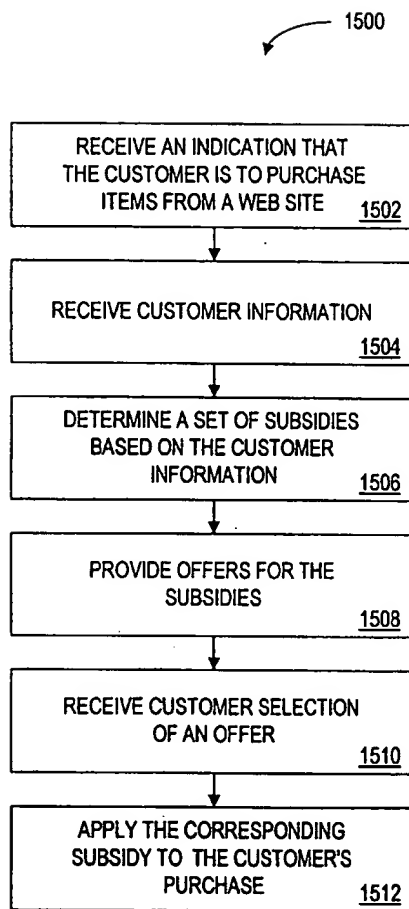 1500
RECEIVE AN INDICATION THAT
THE CUSTOMER IS TO PURCHASE
ITEMS FROM A WEB SITE
1502
RECEIVE CUSTOMER INFORMATION
1504
DETERMINE A SET OF SUBSIDIES
BASED ON THE CUSTOMER
INFORMATION
1506
PROVIDE OFFERS FOR THE
SUBSIDIES
1508
RECEIVE CUSTOMER SELECTION
OF AN OFFER
1510
APPLY THE CORRESPONDING
SUBSIDY TO THE CUSTOMER'S
PURCHASE
1512